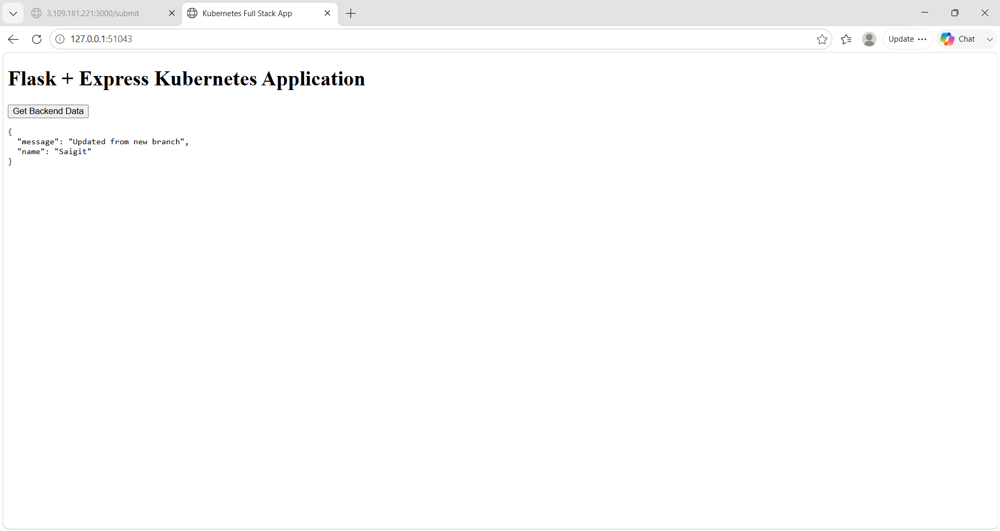 3.109.181.221:3000/submit
Kubernetes Full Stack App
127.0.0.1:51043
Update
Chat
Flask + Express Kubernetes Application
Get Backend Data
{
  "message": "Updated from new branch",
  "name": "Saigit"
}